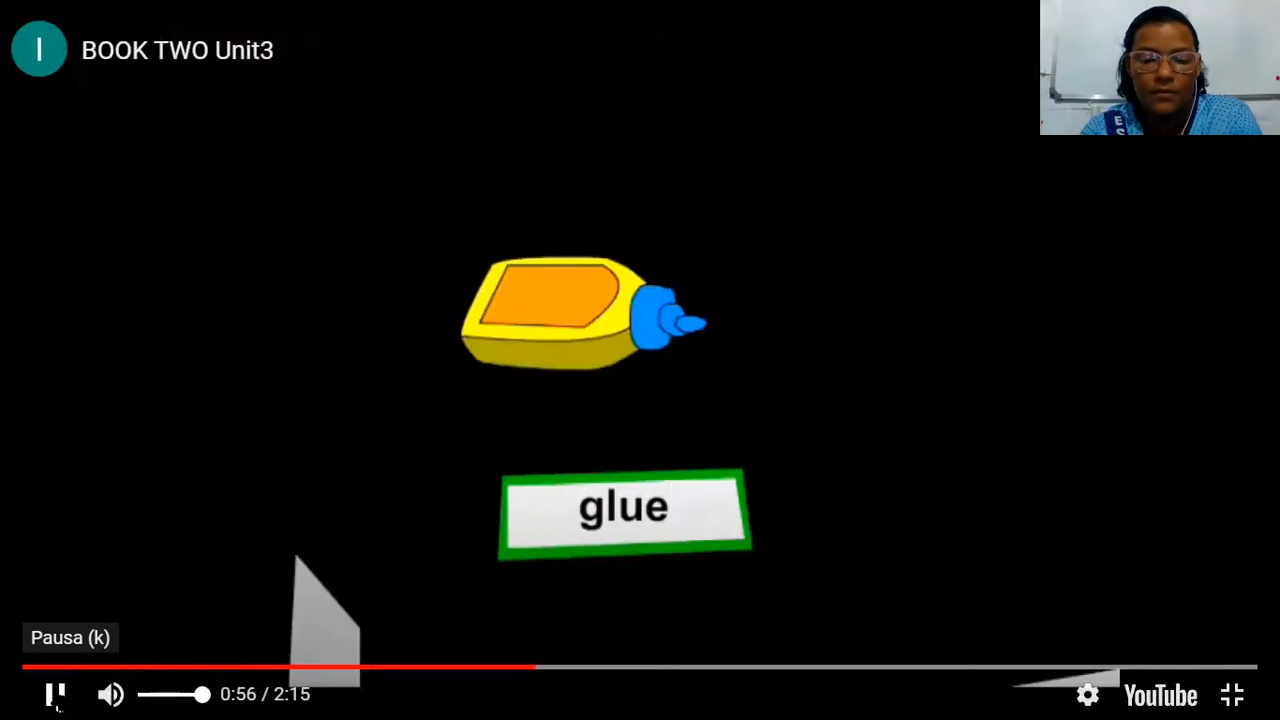 I
BOOK TWO Unit3
E
S
glue
Pausa (k)
0:56 / 2:15
YouTube